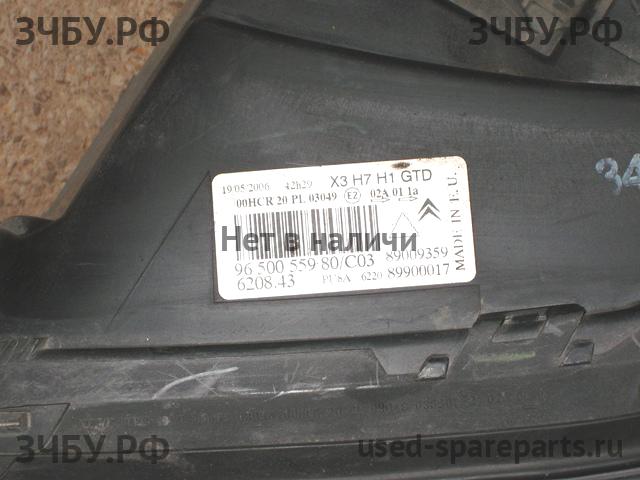 ЗЧБУ.РФ
ЗЧБУ.РФ
19/05/2006 42h29 X3 H7 H1 GTD
00HCR 20 PL 03049 E2 02A 01 1a
MADE IN E.U.
Нет в наличи
96 500 559 80/C03 89009359
6208.43 PF8A 6220 89900017
ЗЧБУ.РФ
used-spareparts.ru